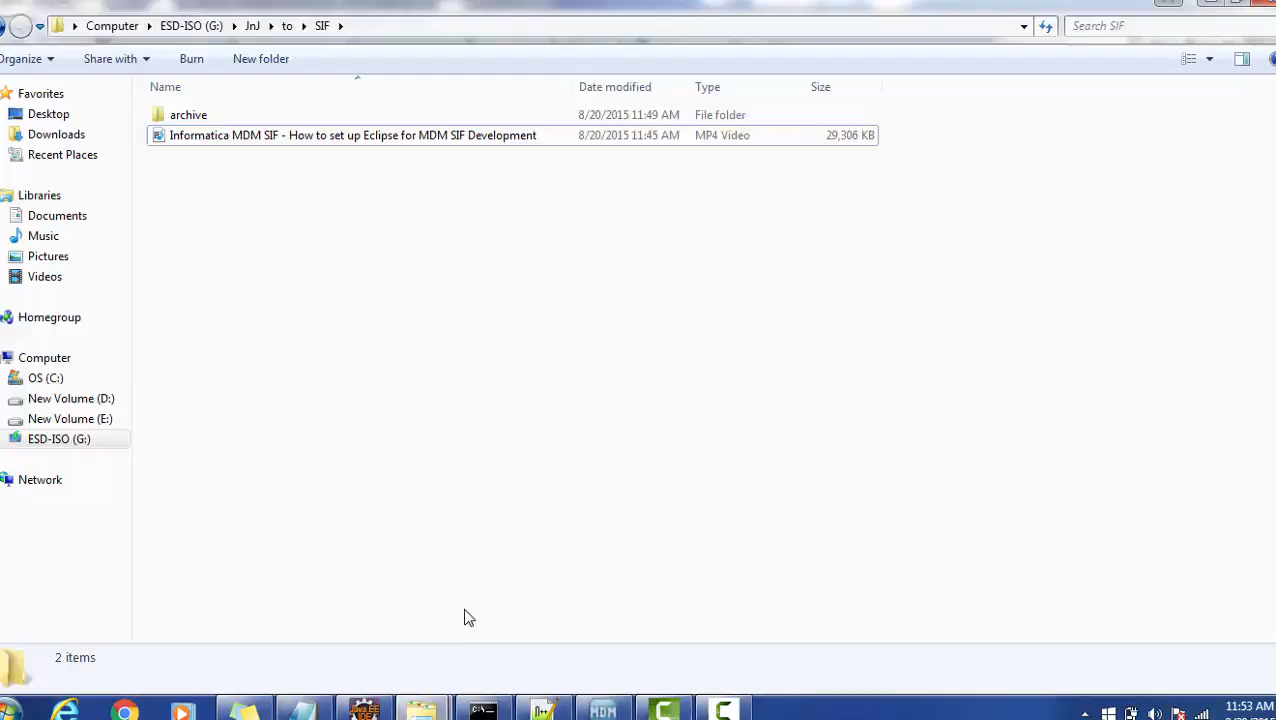 Computer ESD-ISO (G:) JnJ to SIF Search SIF
Organize Share with Burn New folder
Name Date modified Type Size
Favorites
Desktop
Downloads
Recent Places
Libraries
Documents
Music
Pictures
Videos
Homegroup
Computer
OS (C:)
New Volume (D:)
New Volume (E:)
ESD-ISO (G:)
Network
archive 8/20/2015 11:49 AM File folder
Informatica MDM SIF - How to set up Eclipse for MDM SIF Development 8/20/2015 11:45 AM MP4 Video 29,306 KB
2 items
Java EE
IDE
MDM
11:53 AM